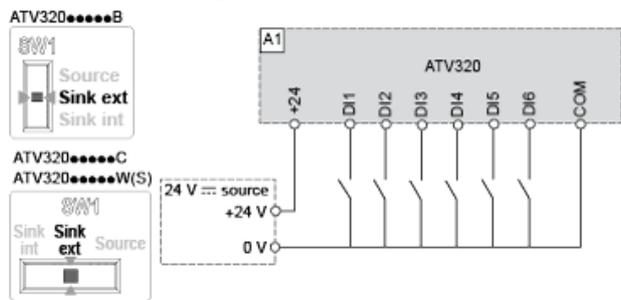 ATV320●●●●●B
SW1
Source
Sink ext
Sink int
ATV320●●●●●C
ATV320●●●●●W(S)
SW1
Sink int
Sink ext
Source
A1
ATV320
+24
DI1
DI2
DI3
DI4
DI5
DI6
COM
24 V ⎓ source
+24 V
0 V